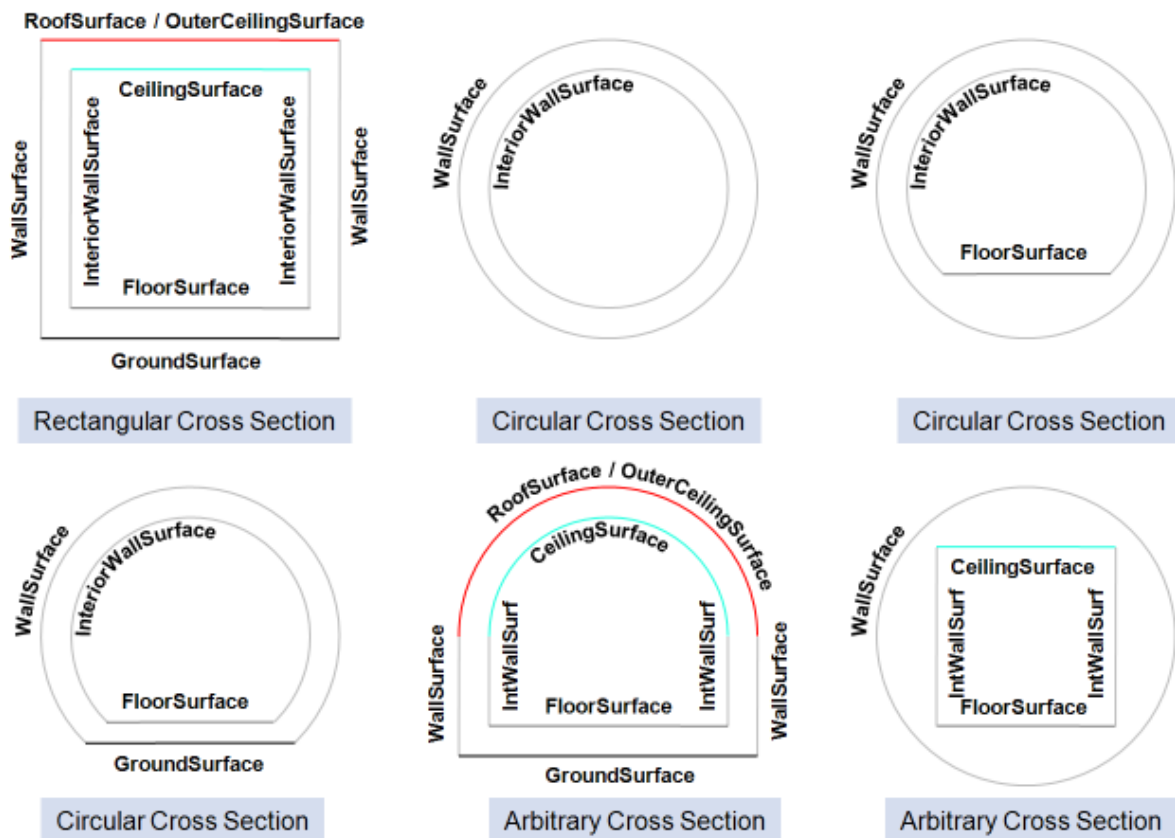 RoofSurface / OuterCeilingSurface
CeilingSurface
WallSurface
InteriorWallSurface
InteriorWallSurface
WallSurface
FloorSurface
GroundSurface
Rectangular Cross Section
WallSurface
InteriorWallSurface
Circular Cross Section
WallSurface
InteriorWallSurface
FloorSurface
Circular Cross Section
WallSurface
InteriorWallSurface
FloorSurface
GroundSurface
Circular Cross Section
RoofSurface / OuterCeilingSurface
CeilingSurface
WallSurface
IntWallSurf
IntWallSurf
WallSurface
FloorSurface
GroundSurface
Arbitrary Cross Section
WallSurface
CeilingSurface
IntWallSurf
IntWallSurf
FloorSurface
Arbitrary Cross Section